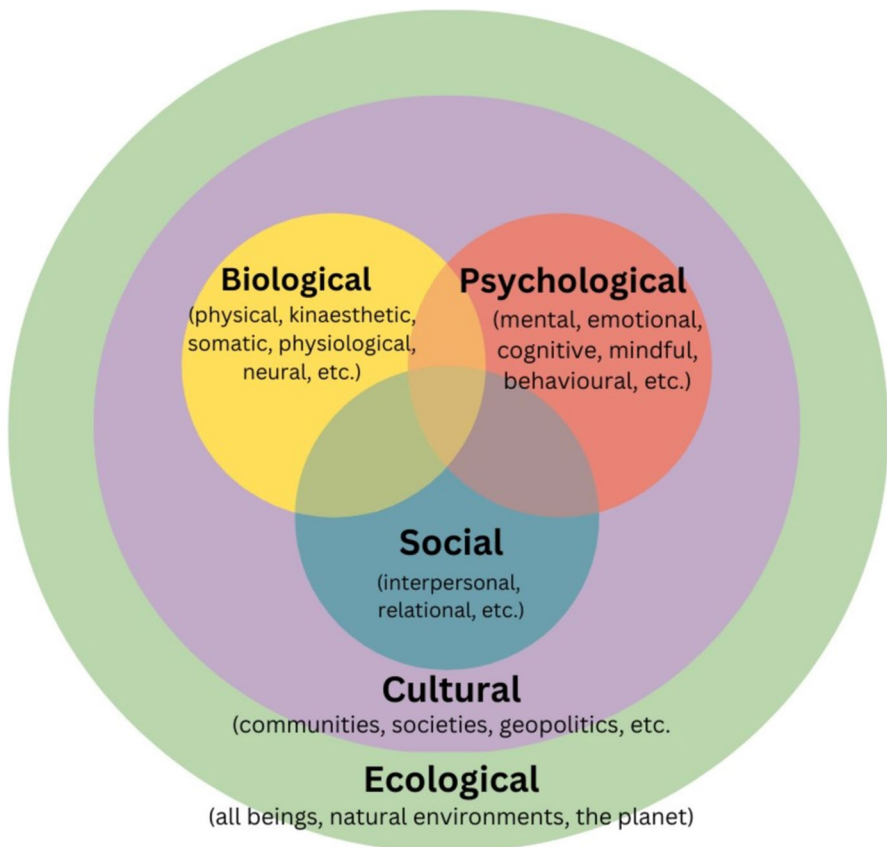 Biological
(physical, kinaesthetic,
somatic, physiological,
neural, etc.)
Psychological
(mental, emotional,
cognitive, mindful,
behavioural, etc.)
Social
(interpersonal,
relational, etc.)
Cultural
(communities, societies, geopolitics, etc.
Ecological
(all beings, natural environments, the planet)